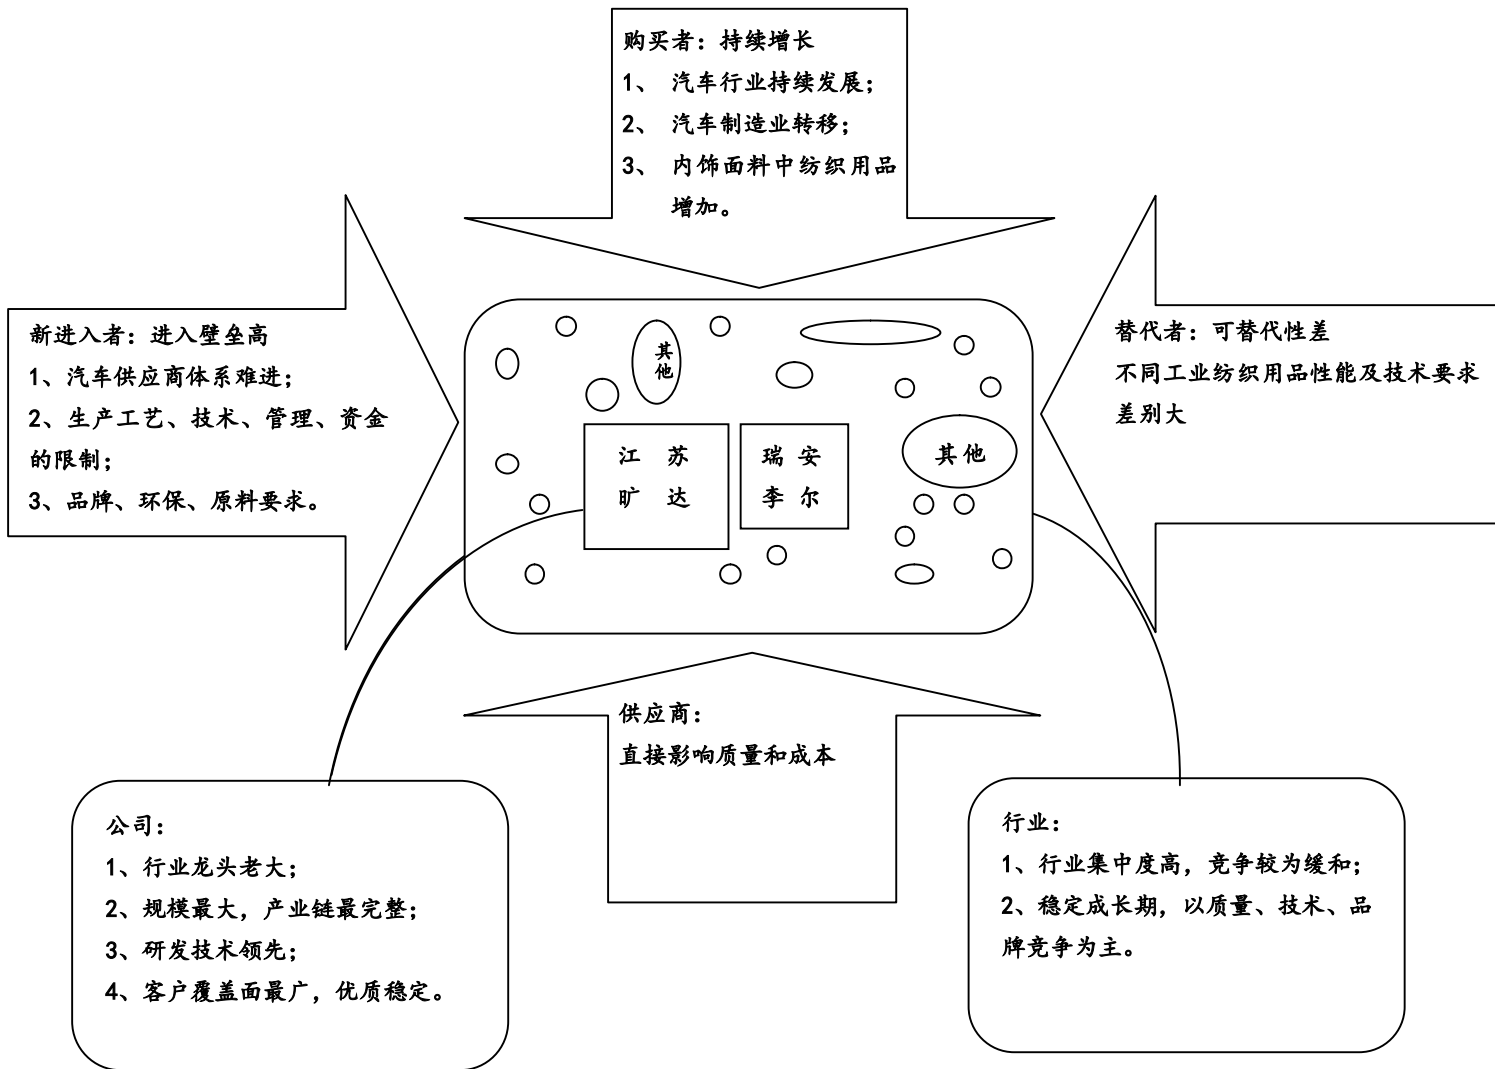 购买者：持续增长
1、 汽车行业持续发展；
2、 汽车制造业转移；
3、 内饰面料中纺织用品
增加。
新进入者：进入壁垒高
1、汽车供应商体系难进；
2、生产工艺、技术、管理、资金
的限制；
3、品牌、环保、原料要求。
其
他
江 苏
旷 达
瑞 安
李 尔
其他
替代者：可替代性差
不同工业纺织用品性能及技术要求
差别大
供应商：
直接影响质量和成本
公司：
1、行业龙头老大；
2、规模最大，产业链最完整；
3、研发技术领先；
4、客户覆盖面最广，优质稳定。
行业：
1、行业集中度高，竞争较为缓和；
2、稳定成长期，以质量、技术、品
牌竞争为主。